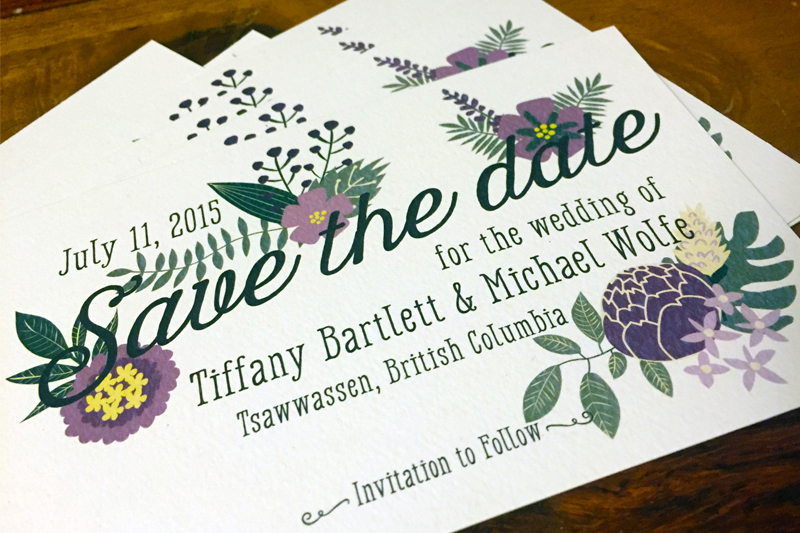 July 11, 2015
Save the date
for the wedding of
Tiffany Bartlett & Michael Wolfe
Tsawwassen, British Columbia
Invitation to Follow